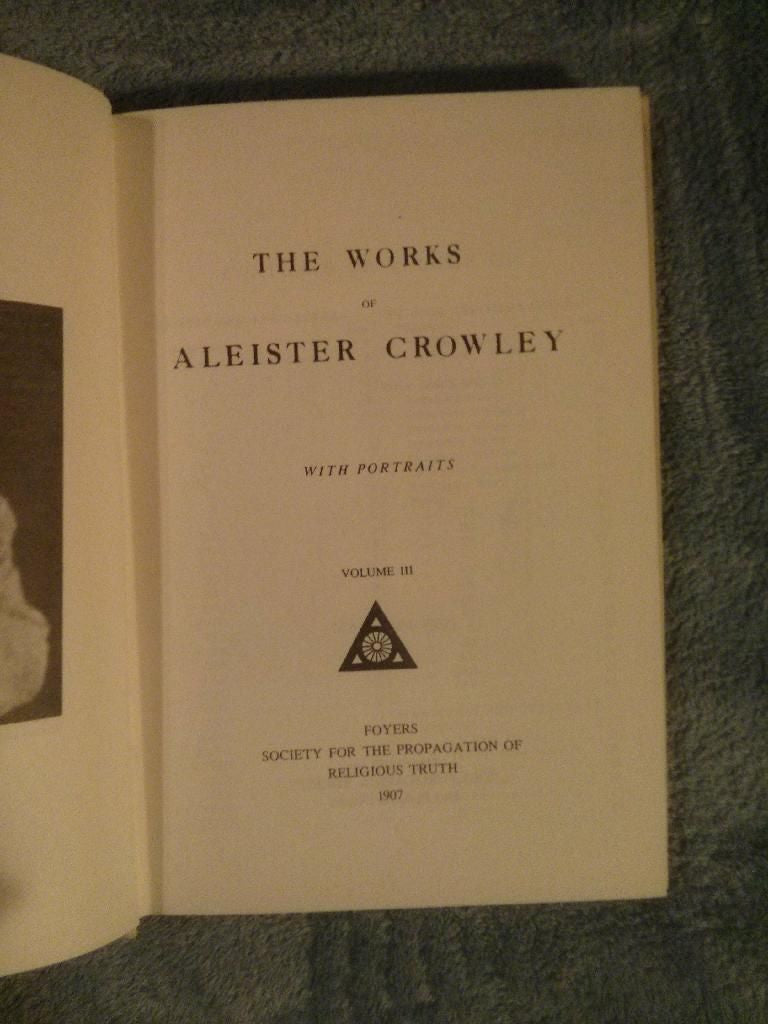 THE WORKS
OF
ALEISTER CROWLEY
WITH PORTRAITS
VOLUME III
FOYERS
SOCIETY FOR THE PROPAGATION OF
RELIGIOUS TRUTH
1907